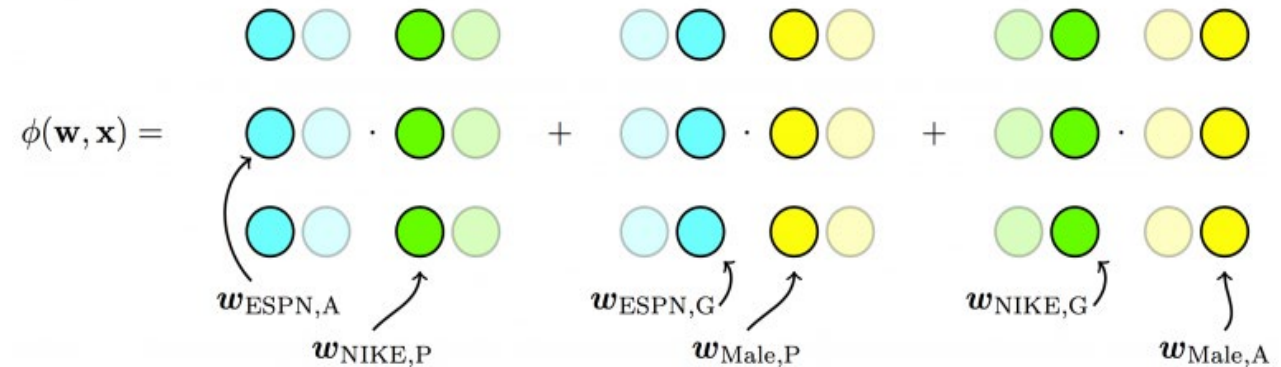 ϕ(w, x) = · + · + ·
w_ESPN,A w_ESPN,G w_NIKE,G
w_NIKE,P w_Male,P w_Male,A